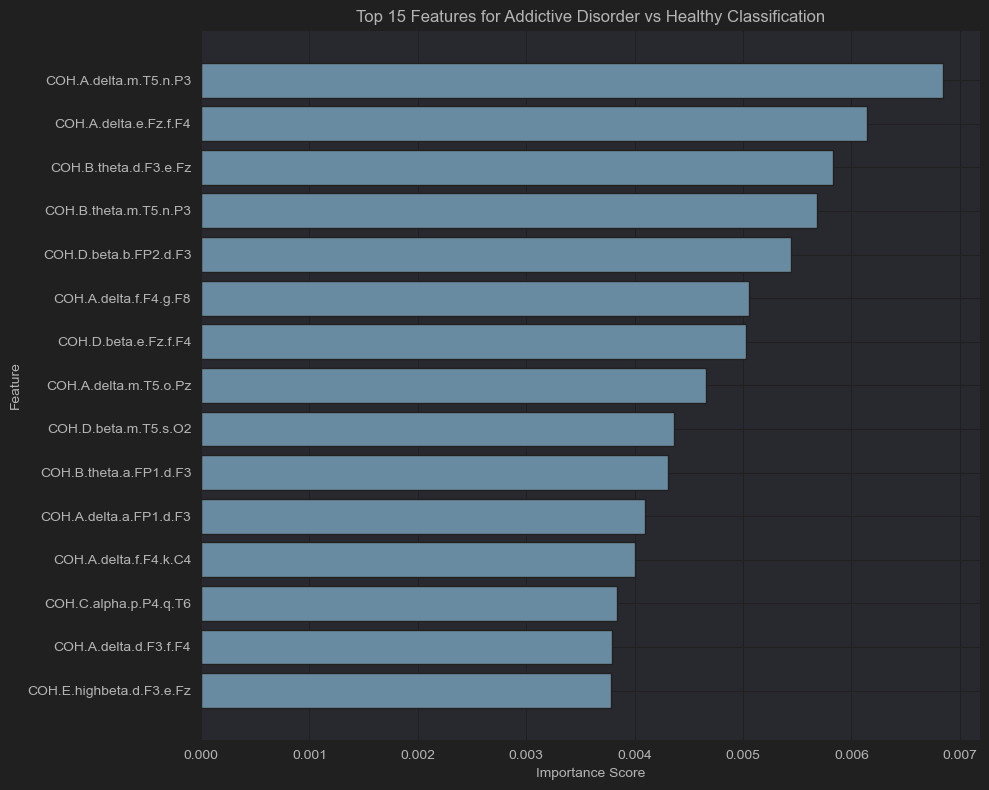 Top 15 Features for Addictive Disorder vs Healthy Classification
Feature
COH.A.delta.m.T5.n.P3
COH.A.delta.e.Fz.f.F4
COH.B.theta.d.F3.e.Fz
COH.B.theta.m.T5.n.P3
COH.D.beta.b.FP2.d.F3
COH.A.delta.f.F4.g.F8
COH.D.beta.e.Fz.f.F4
COH.A.delta.m.T5.o.Pz
COH.D.beta.m.T5.s.O2
COH.B.theta.a.FP1.d.F3
COH.A.delta.a.FP1.d.F3
COH.A.delta.f.F4.k.C4
COH.C.alpha.p.P4.q.T6
COH.A.delta.d.F3.f.F4
COH.E.highbeta.d.F3.e.Fz
0.000 0.001 0.002 0.003 0.004 0.005 0.006 0.007
Importance Score